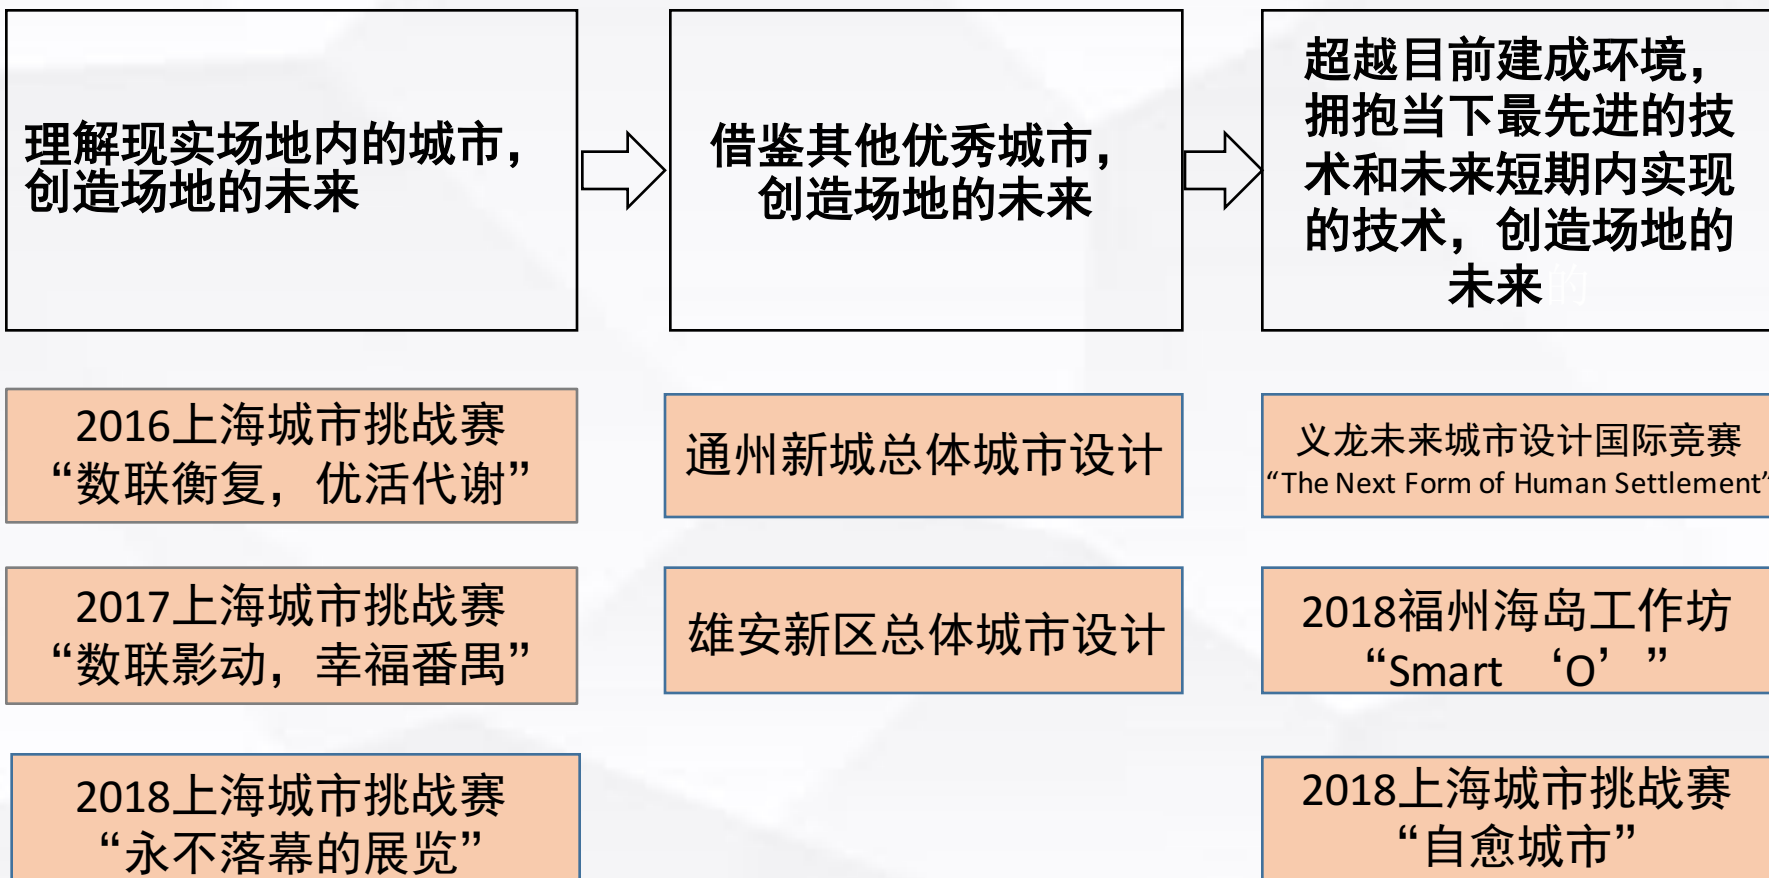 理解现实场地内的城市，
创造场地的未来
借鉴其他优秀城市，
创造场地的未来
超越目前建成环境，
拥抱当下最先进的技
术和未来短期内实现
的技术，创造场地的
未来的
2016上海城市挑战赛
“数联衡复，优活代谢”
通州新城总体城市设计
义龙未来城市设计国际竞赛
“The Next Form of Human Settlement”
2017上海城市挑战赛
“数联影动，幸福番禺”
雄安新区总体城市设计
2018福州海岛工作坊
“Smart ‘O’”
2018上海城市挑战赛
“永不落幕的展览”
2018上海城市挑战赛
“自愈城市”